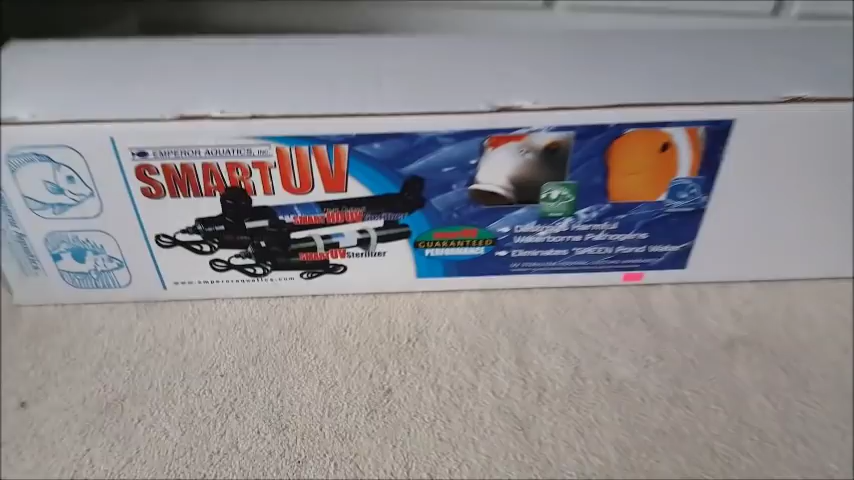 EMPEROR AQUATICS, INC.
SMART UV
SMART HO UV Sterilizer
SMART UV Sterilizer
GUARANTEED
PERFORMANCE
• Destroys Harmful
Waterborne Pathogens
• Eliminates "GREEN" Pond Water
www.emperoraquatics.com